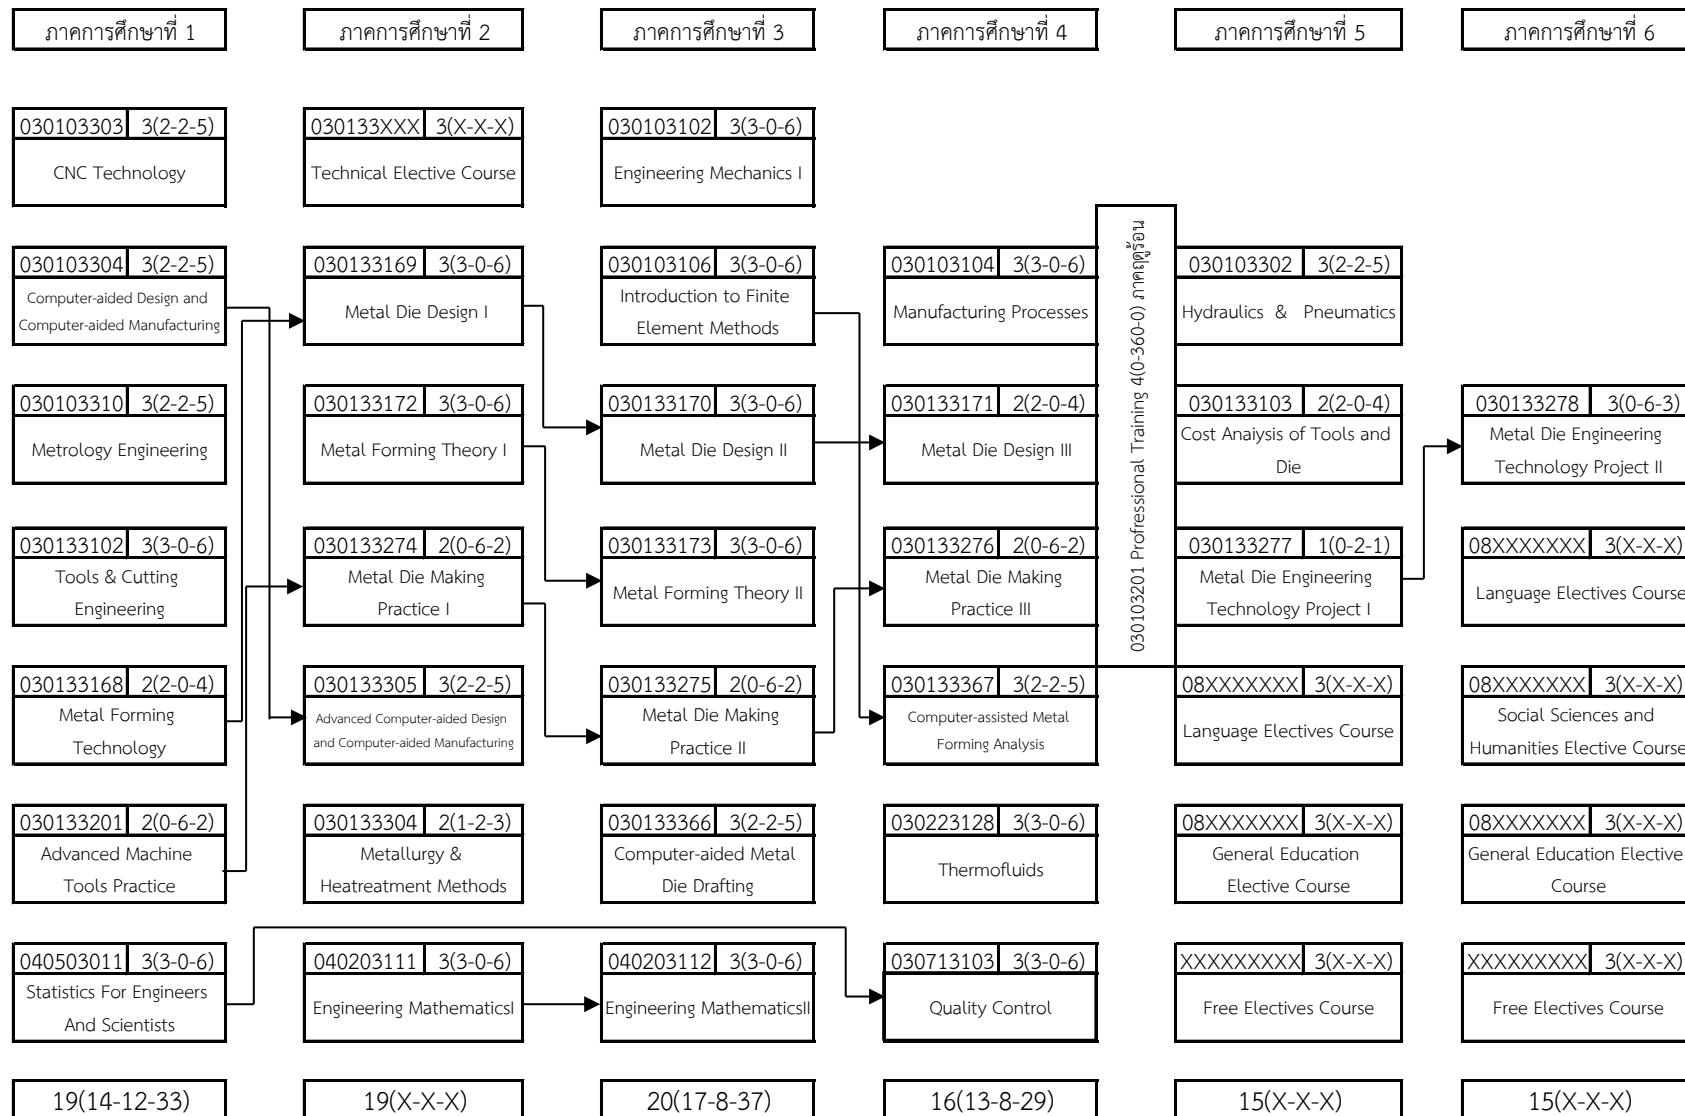 ภาคการศึกษาที่ 1
ภาคการศึกษาที่ 2
ภาคการศึกษาที่ 3
ภาคการศึกษาที่ 4
ภาคการศึกษาที่ 5
ภาคการศึกษาที่ 6
030103303 3(2-2-5)
CNC Technology
030133XXX 3(X-X-X)
Technical Elective Course
030103102 3(3-0-6)
Engineering Mechanics I
030103304 3(2-2-5)
Computer-aided Design and
Computer-aided Manufacturing
030133169 3(3-0-6)
Metal Die Design I
030103106 3(3-0-6)
Introduction to Finite
Element Methods
030103104 3(3-0-6)
Manufacturing Processes
030103201 Profressional Training 4(0-360-0) ภาคฤดูร้อน
030103302 3(2-2-5)
Hydraulics & Pneumatics
030103310 3(2-2-5)
Metrology Engineering
030133172 3(3-0-6)
Metal Forming Theory I
030133170 3(3-0-6)
Metal Die Design II
030133171 2(2-0-4)
Metal Die Design III
030133103 2(2-0-4)
Cost Anaiysis of Tools and
Die
030133278 3(0-6-3)
Metal Die Engineering
Technology Project II
030133102 3(3-0-6)
Tools & Cutting
Engineering
030133274 2(0-6-2)
Metal Die Making
Practice I
030133173 3(3-0-6)
Metal Forming Theory II
030133276 2(0-6-2)
Metal Die Making
Practice III
030133277 1(0-2-1)
Metal Die Engineering
Technology Project I
08XXXXXXX 3(X-X-X)
Language Electives Course
030133168 2(2-0-4)
Metal Forming
Technology
030133305 3(2-2-5)
Advanced Computer-aided Design
and Computer-aided Manufacturing
030133275 2(0-6-2)
Metal Die Making
Practice II
030133367 3(2-2-5)
Computer-assisted Metal
Forming Analysis
08XXXXXXX 3(X-X-X)
Language Electives Course
08XXXXXXX 3(X-X-X)
Social Sciences and
Humanities Elective Course
030133201 2(0-6-2)
Advanced Machine
Tools Practice
030133304 2(1-2-3)
Metallurgy &
Heatreatment Methods
030133366 3(2-2-5)
Computer-aided Metal
Die Drafting
030223128 3(3-0-6)
Thermofluids
08XXXXXXX 3(X-X-X)
General Education
Elective Course
08XXXXXXX 3(X-X-X)
General Education Elective
Course
040503011 3(3-0-6)
Statistics For Engineers
And Scientists
040203111 3(3-0-6)
Engineering MathematicsI
040203112 3(3-0-6)
Engineering MathematicsII
030713103 3(3-0-6)
Quality Control
XXXXXXXXX 3(X-X-X)
Free Electives Course
XXXXXXXXX 3(X-X-X)
Free Electives Course
19(14-12-33)
19(X-X-X)
20(17-8-37)
16(13-8-29)
15(X-X-X)
15(X-X-X)